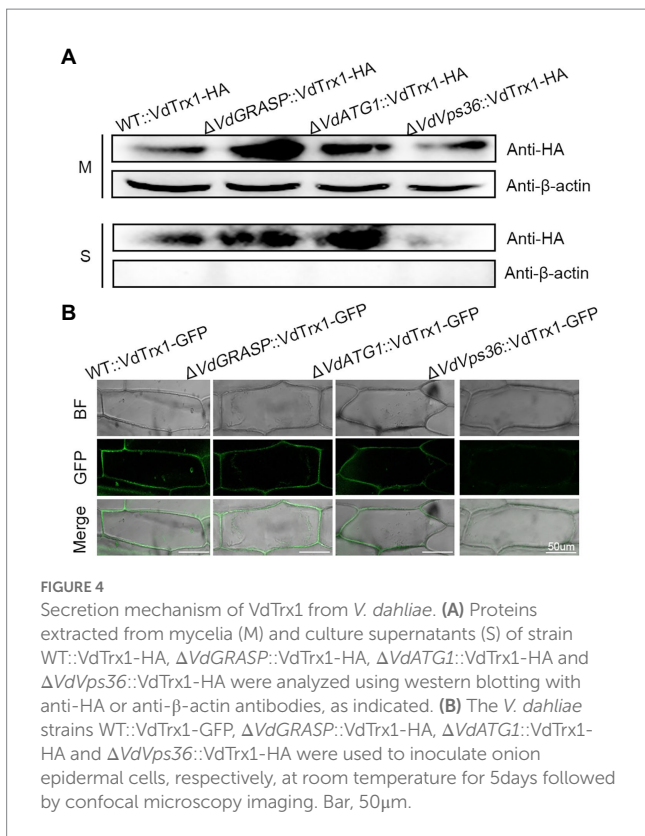 A
WT::VdTrx1-HA
ΔVdGRASP::VdTrx1-HA
ΔVdATG1::VdTrx1-HA
ΔVdVps36::VdTrx1-HA
M
Anti-HA
Anti-β-actin
S
Anti-HA
Anti-β-actin
B
WT::VdTrx1-GFP
ΔVdGRASP::VdTrx1-GFP
ΔVdATG1::VdTrx1-GFP
ΔVdVps36::VdTrx1-GFP
BF
GFP
Merge
50um
FIGURE 4
Secretion mechanism of VdTrx1 from V. dahliae. (A) Proteins
extracted from mycelia (M) and culture supernatants (S) of strain
WT::VdTrx1-HA, ΔVdGRASP::VdTrx1-HA, ΔVdATG1::VdTrx1-HA and
ΔVdVps36::VdTrx1-HA were analyzed using western blotting with
anti-HA or anti-β-actin antibodies, as indicated. (B) The V. dahliae
strains WT::VdTrx1-GFP, ΔVdGRASP::VdTrx1-HA, ΔVdATG1::VdTrx1-
HA and ΔVdVps36::VdTrx1-HA were used to inoculate onion
epidermal cells, respectively, at room temperature for 5days followed
by confocal microscopy imaging. Bar, 50μm.